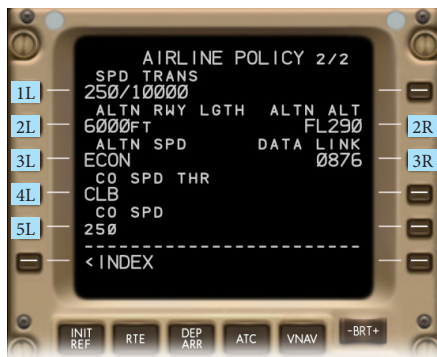 AIRLINE POLICY 2/2
SPD TRANS
1L 250/10000
ALTN RWY LGTH ALTN ALT
2L 6000FT FL290 2R
ALTN SPD DATA LINK
3L ECON 0876 3R
CO SPD THR
4L CLB
CO SPD
5L 250
--------------------------------
<INDEX
INIT REF RTE DEP ARR ATC VNAV -BRT+